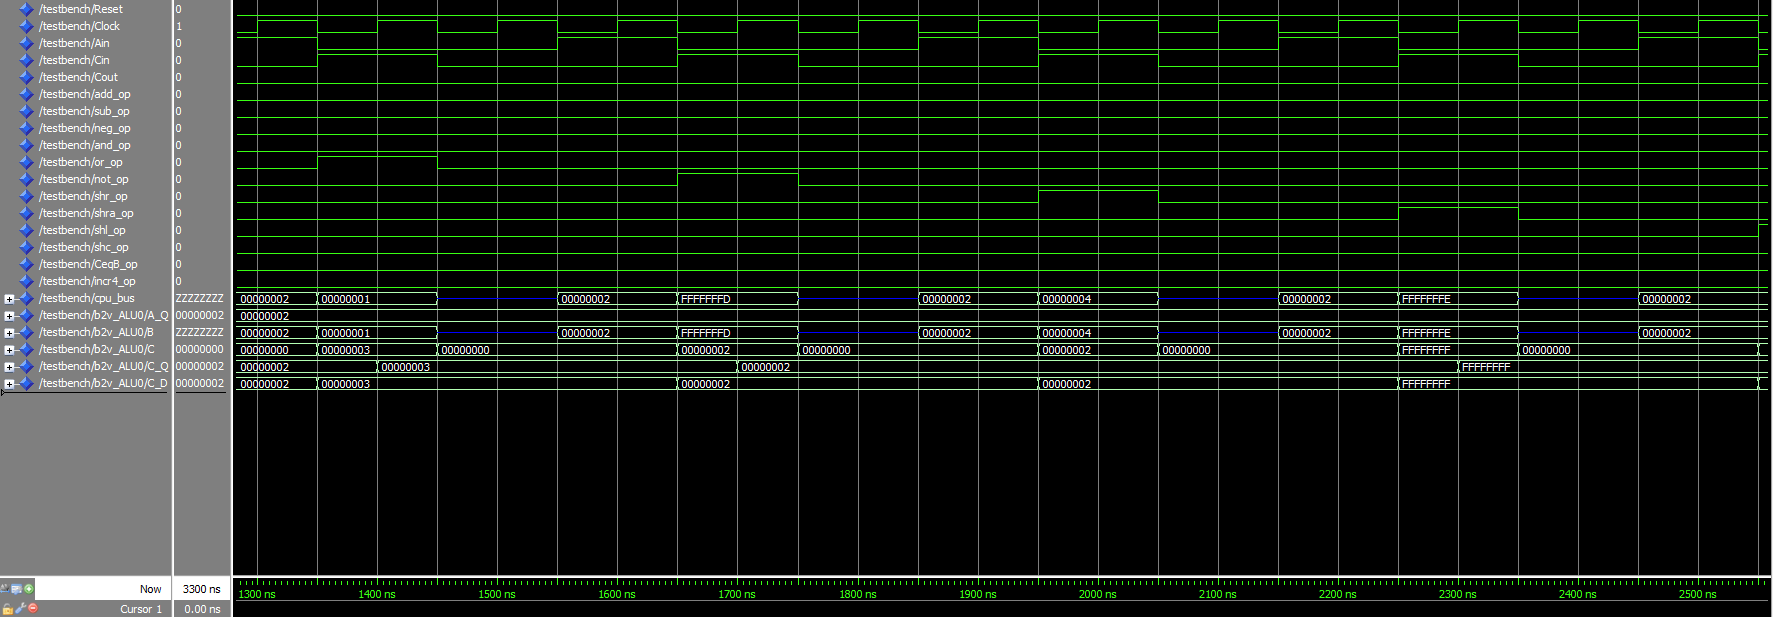 /testbench/Reset 0
/testbench/Clock 1
/testbench/Ain 0
/testbench/Cin 0
/testbench/Cout 0
/testbench/add_op 0
/testbench/sub_op 0
/testbench/neg_op 0
/testbench/and_op 0
/testbench/or_op 0
/testbench/not_op 0
/testbench/shr_op 0
/testbench/shra_op 0
/testbench/shl_op 0
/testbench/shc_op 0
/testbench/CeqB_op 0
/testbench/incr4_op 0
/testbench/cpu_bus ZZZZZZZZ 00000002 00000001 00000002 FFFFFFFD 00000002 00000004 00000002 FFFFFFFE 00000002
/testbench/b2v_ALU0/A_Q 00000002 00000002
/testbench/b2v_ALU0/B ZZZZZZZZ 00000002 00000001 00000002 FFFFFFFD 00000002 00000004 00000002 FFFFFFFE 00000002
/testbench/b2v_ALU0/C 00000000 00000000 00000003 00000000 00000002 00000000 00000002 00000000 FFFFFFFF 00000000
/testbench/b2v_ALU0/C_Q 00000002 00000002 00000003 00000002 FFFFFFFF
/testbench/b2v_ALU0/C_D 00000002 00000002 00000003 00000002 00000002 FFFFFFFF
Now 3300 ns
1300 ns 1400 ns 1500 ns 1600 ns 1700 ns 1800 ns 1900 ns 2000 ns 2100 ns 2200 ns 2300 ns 2400 ns 2500 ns
Cursor 1 0.00 ns